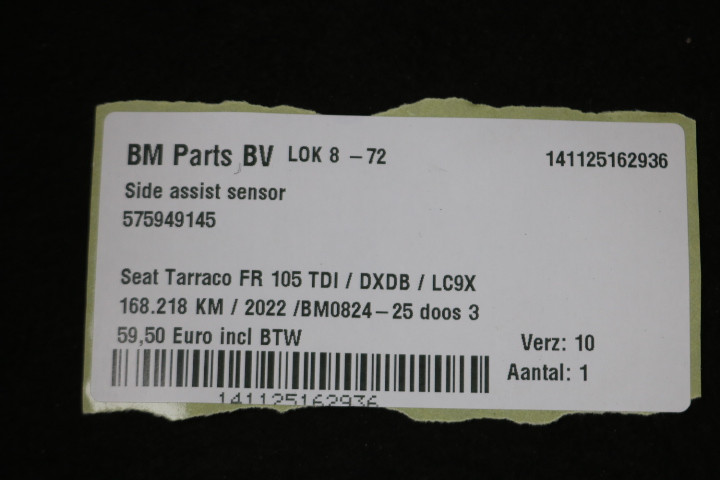 BM Parts BV LOK 8 - 72 141125162936
Side assist sensor
575949145
Seat Tarraco FR 105 TDI / DXDB / LC9X
168.218 KM / 2022 /BM0824-25 doos 3
59,50 Euro incl BTW
Verz: 10
Aantal: 1
141125162936